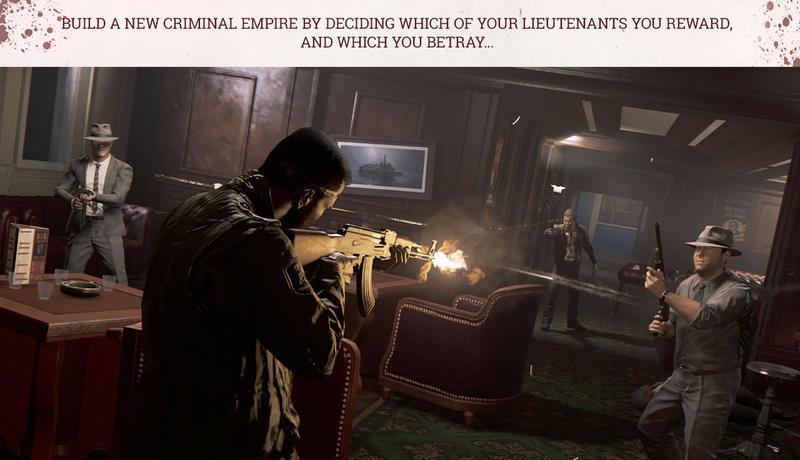 BUILD A NEW CRIMINAL EMPIRE BY DECIDING WHICH OF YOUR LIEUTENANTS YOU REWARD,
AND WHICH YOU BETRAY...